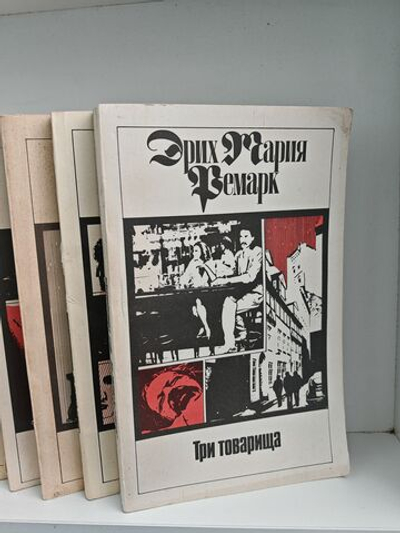 Эрих Мария
Ремарк
Три товарища